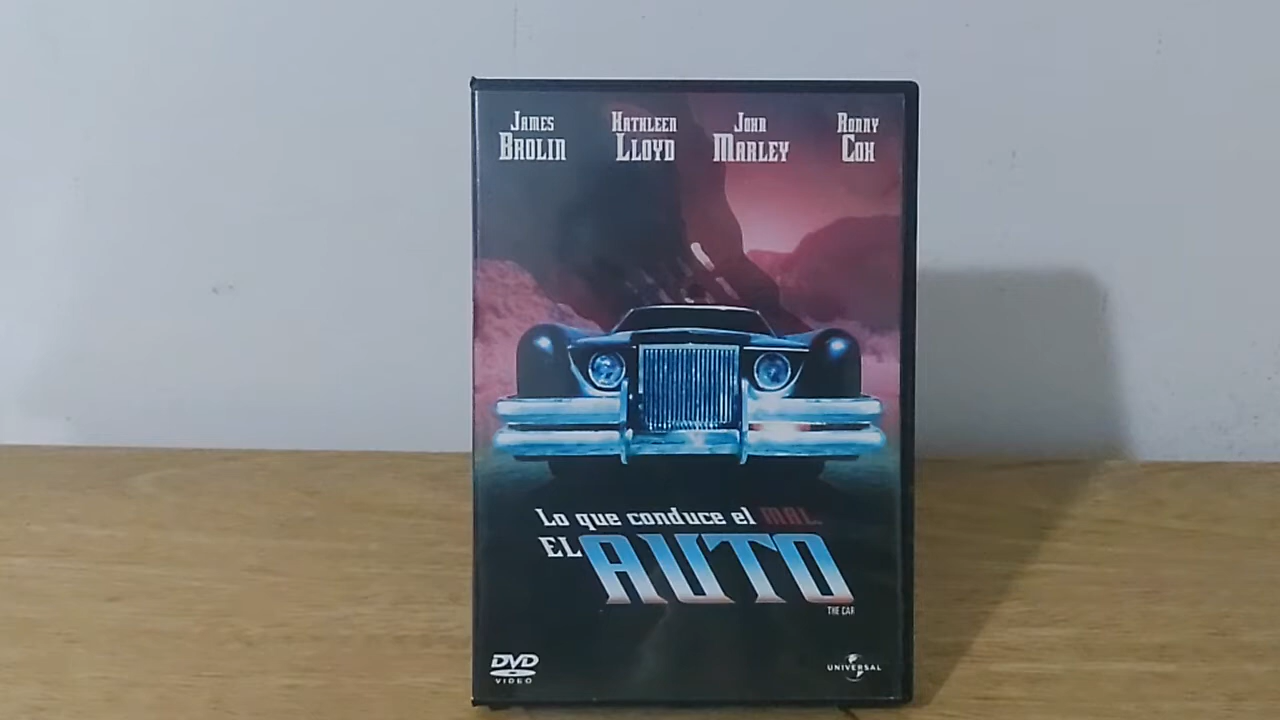 JAMES KATHLEEN JOHN RONNY
BROLIN LLOYD MARLEY COX
Lo que conduce el MAL.
EL AUTO
THE CAR
DVD
VIDEO
UNIVERSAL